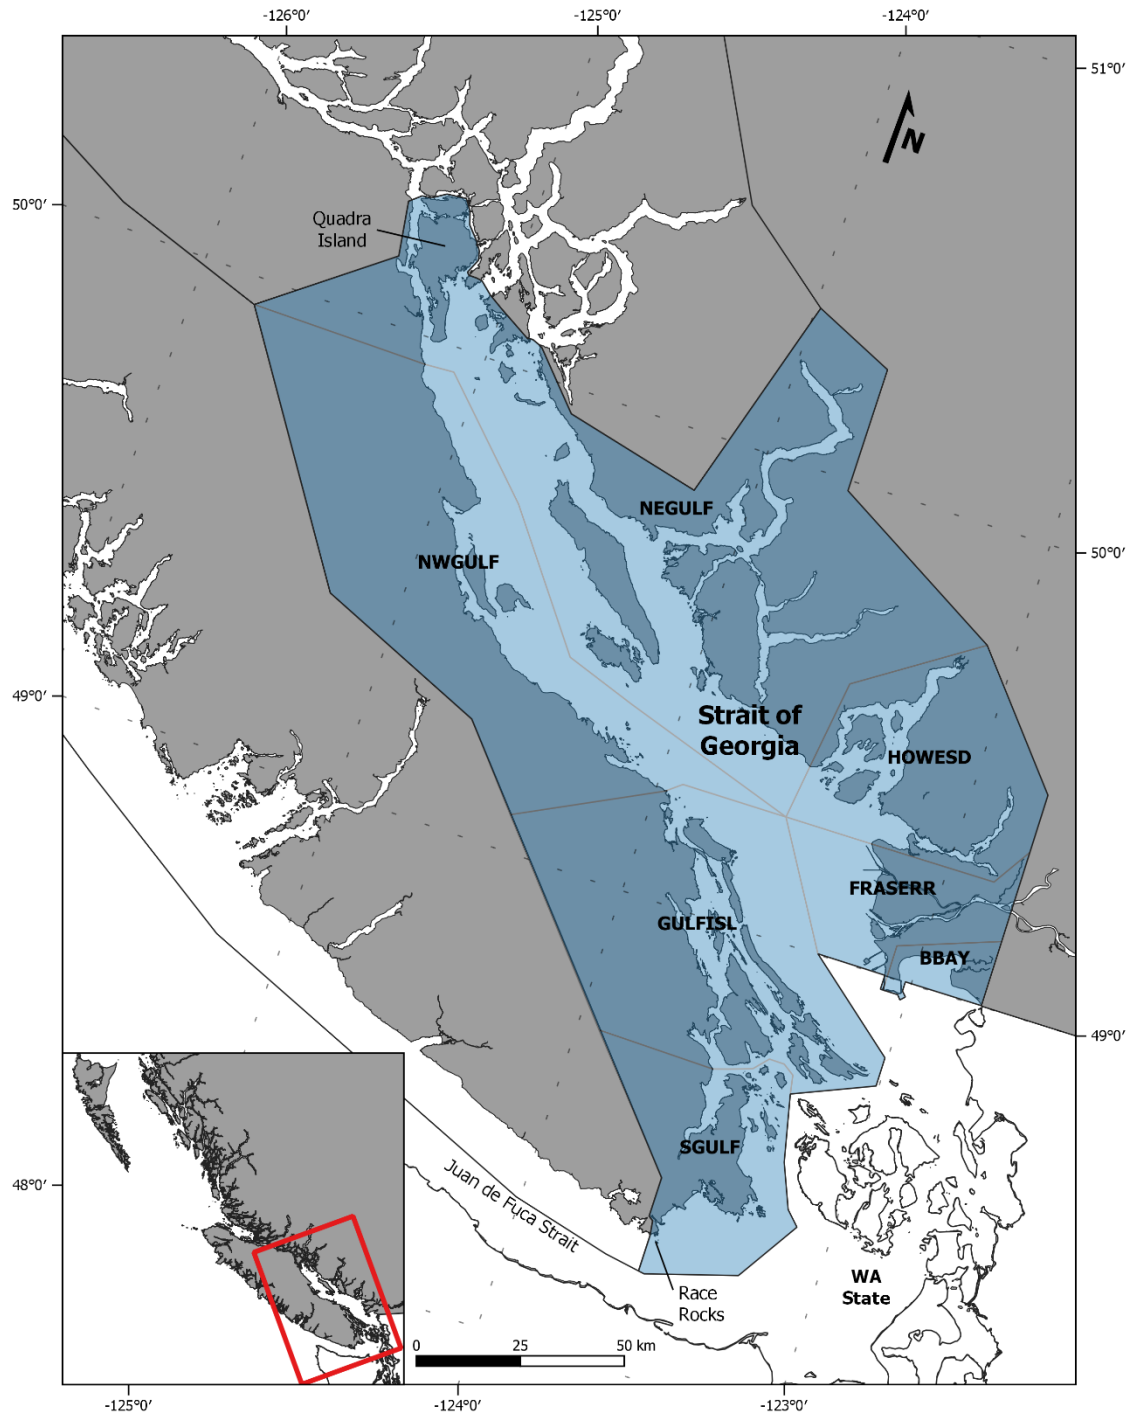 -126°0′
-125°0′
-124°0′
51°0′
N
50°0′
Quadra
Island
NEGULF
50°0′
NWGULF
49°0′
Strait of
Georgia
HOWESD
FRASERR
GULFISL
BBAY
49°0′
SGULF
Juan de Fuca Strait
48°0′
WA
State
Race
Rocks
0
25
50 km
-125°0′
-124°0′
-123°0′